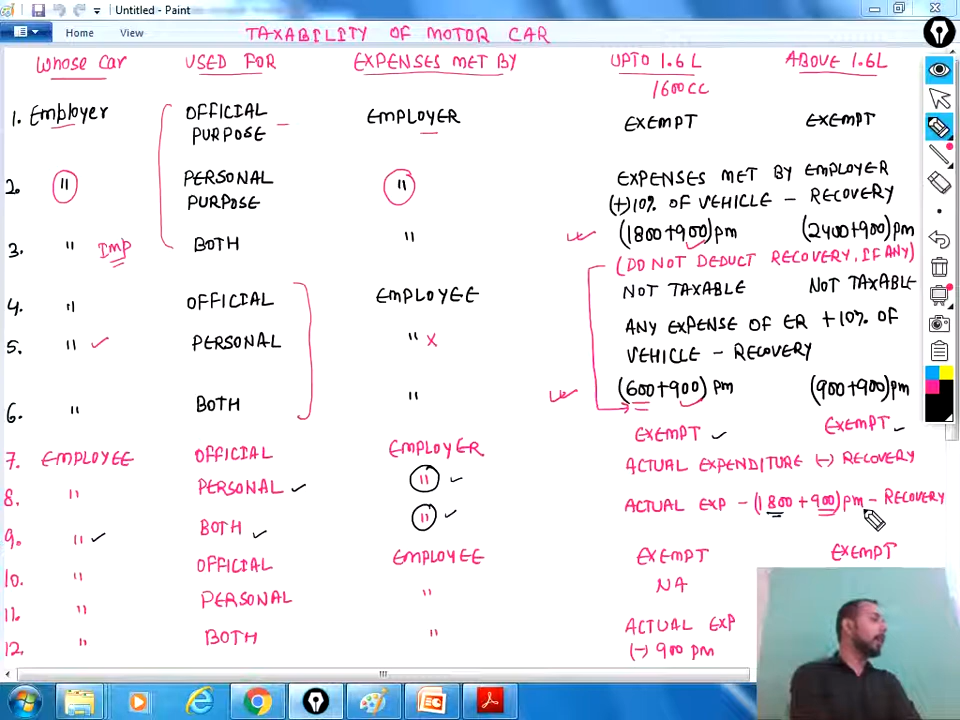 Untitled - Paint
Home View
TAXABILITY OF MOTOR CAR
Whose Car USED FOR EXPENSES MET BY UPTO 1.6L ABOVE 1.6L
1600CC
1. Employer OFFICIAL PURPOSE EMPLOYER EXEMPT EXEMPT
2. " PERSONAL PURPOSE " EXPENSES MET BY EMPLOYER
(+)10% OF VEHICLE - RECOVERY
3. " Imp BOTH " (1800+900)pm (2400+900)pm
(DO NOT DEDUCT RECOVERY, IF ANY)
4. " OFFICIAL EMPLOYEE NOT TAXABLE NOT TAXABLE
5. " PERSONAL " x ANY EXPENSE OF ER +10% OF
VEHICLE - RECOVERY
6. " BOTH " (600+900) pm (900+900)pm
7. EMPLOYEE OFFICIAL EMPLOYER EXEMPT EXEMPT
8. " PERSONAL " ACTUAL EXPENDITURE (-) RECOVERY
9. " BOTH " ACTUAL EXP - (1800+900)pm - RECOVERY
10. " OFFICIAL EMPLOYEE EXEMPT EXEMPT
11. " PERSONAL " NA
12. " BOTH " ACTUAL EXP
(-) 900 pm